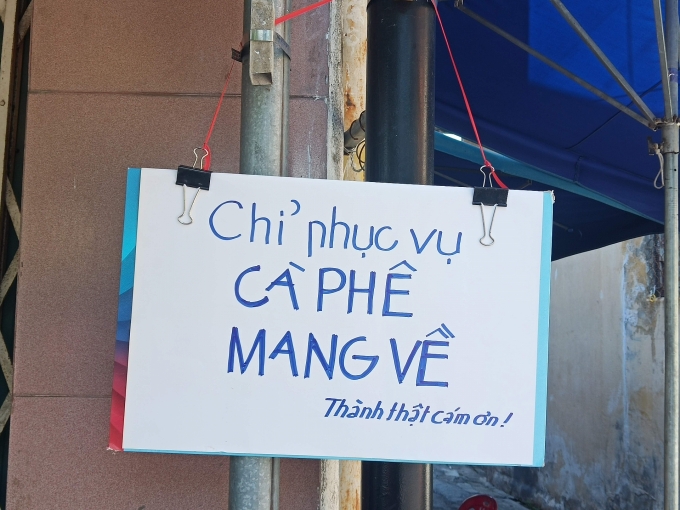 Chỉ phục vụ
CÀ PHÊ
MANG VỀ
Thành thật cám ơn!